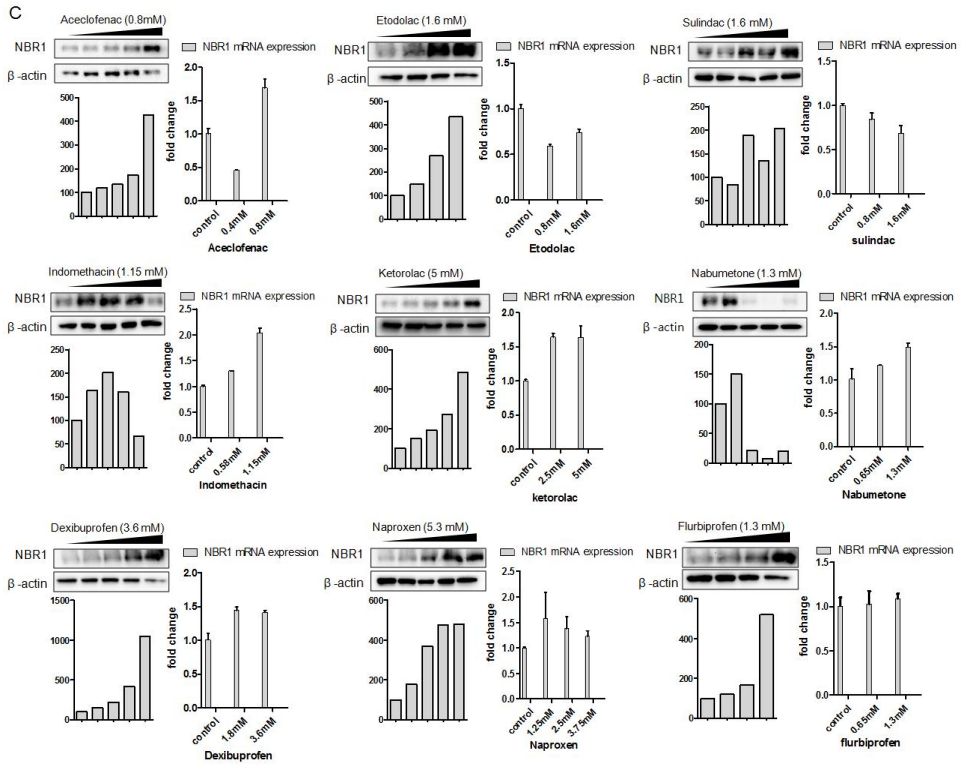 C
Aceclofenac (0.8mM)
NBR1
β -actin
500
400
300
200
100
0
NBR1 mRNA expression
fold change
2.0
1.5
1.0
0.5
0.0
control
0.4mM
0.8mM
Aceclofenac
Etodolac (1.6 mM)
NBR1
β -actin
500
400
300
200
100
0
NBR1 mRNA expression
fold change
1.5
1.0
0.5
0.0
control
0.8mM
1.6mM
Etodolac
Sulindac (1.6 mM)
NBR1
β -actin
250
200
150
100
50
0
NBR1 mRNA expression
fold change
1.5
1.0
0.5
0.0
control
0.8mM
1.6mM
sulindac
Indomethacin (1.15 mM)
NBR1
β -actin
250
200
150
100
50
0
NBR1 mRNA expression
fold change
2.5
2.0
1.5
1.0
0.5
0.0
control
0.58mM
1.15mM
Indomethacin
Ketorolac (5 mM)
NBR1
β -actin
600
400
200
0
NBR1 mRNA expression
fold change
2.0
1.5
1.0
0.5
0.0
control
2.5mM
5mM
ketorolac
Nabumetone (1.3 mM)
NBR1
β -actin
200
150
100
50
0
NBR1 mRNA expression
fold change
2.0
1.5
1.0
0.5
0.0
control
0.65mM
1.3mM
Nabumetone
Dexibuprofen (3.6 mM)
NBR1
β -actin
1500
1000
500
0
NBR1 mRNA expression
fold change
2.0
1.5
1.0
0.5
0.0
control
1.8mM
3.6mM
Dexibuprofen
Naproxen (5.3 mM)
NBR1
β -actin
600
400
200
0
NBR1 mRNA expression
fold change
2.5
2.0
1.5
1.0
0.5
0.0
control
1.25mM
2.5mM
3.75mM
Naproxen
Flurbiprofen (1.3 mM)
NBR1
β -actin
600
400
200
0
NBR1 mRNA expression
fold change
1.5
1.0
0.5
0.0
control
0.65mM
1.3mM
flurbiprofen